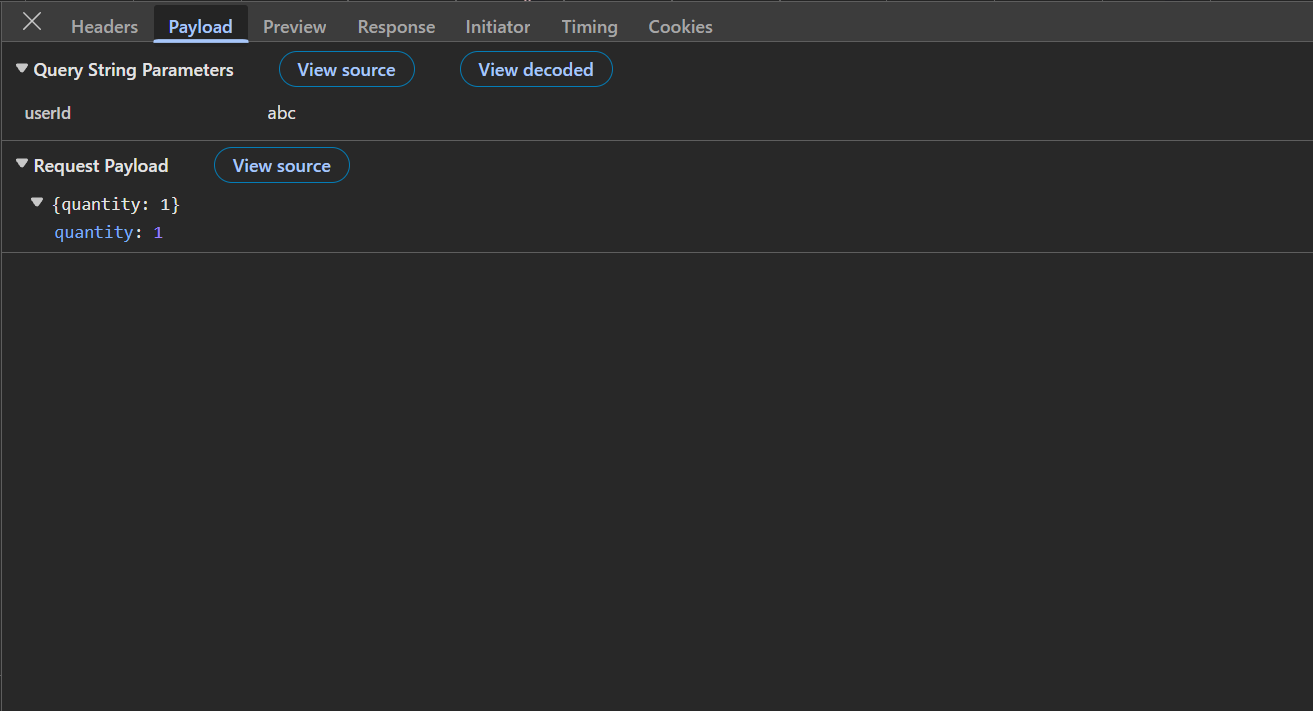 Headers Payload Preview Response Initiator Timing Cookies
Query String Parameters View source View decoded
userId abc
Request Payload View source
{quantity: 1}
quantity: 1